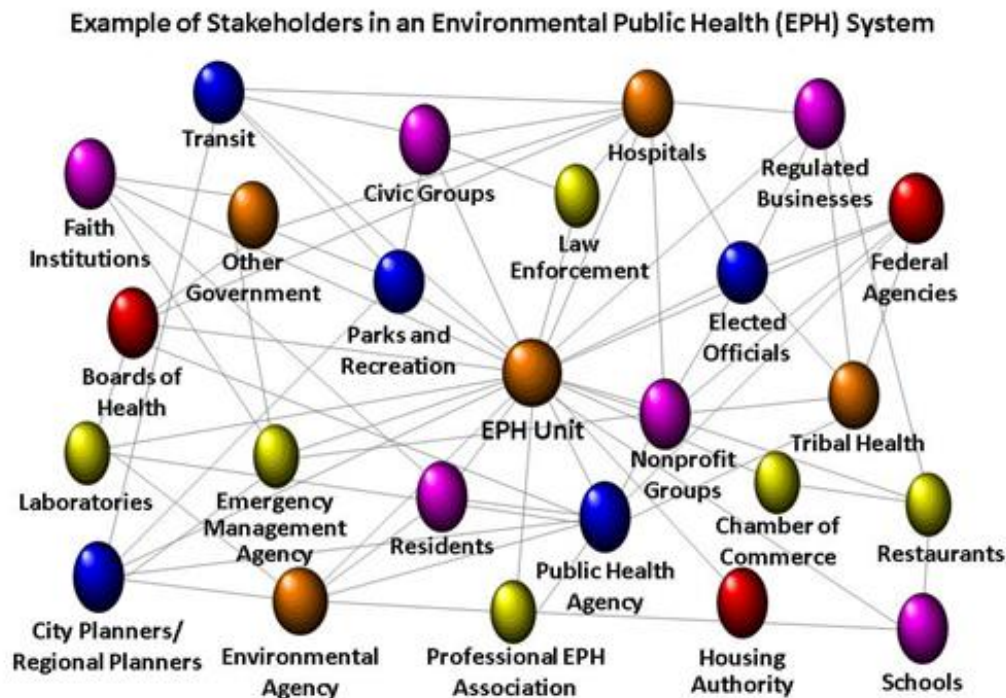 Example of Stakeholders in an Environmental Public Health (EPH) System
Transit
Civic Groups
Hospitals
Regulated
Businesses
Faith
Institutions
Other
Government
Law
Enforcement
Federal
Agencies
Parks and
Recreation
Elected
Officials
Boards of
Health
EPH Unit
Tribal Health
Nonprofit
Groups
Laboratories
Emergency
Management
Agency
Residents
Chamber of
Commerce
Restaurants
Public Health
Agency
City Planners/
Regional Planners
Environmental
Agency
Professional EPH
Association
Housing
Authority
Schools